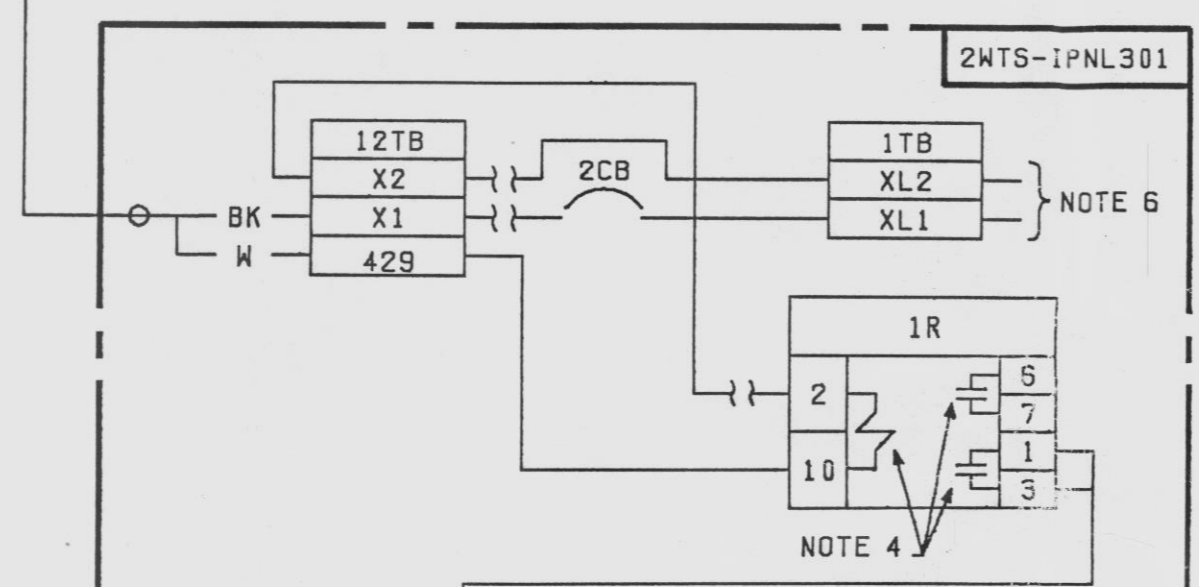 2WTS-IPNL301
12TB
X2
X1
429
BK
W
2CB
1TB
XL2
XL1
NOTE 6
1R
2
10
6
7
1
3
NOTE 4